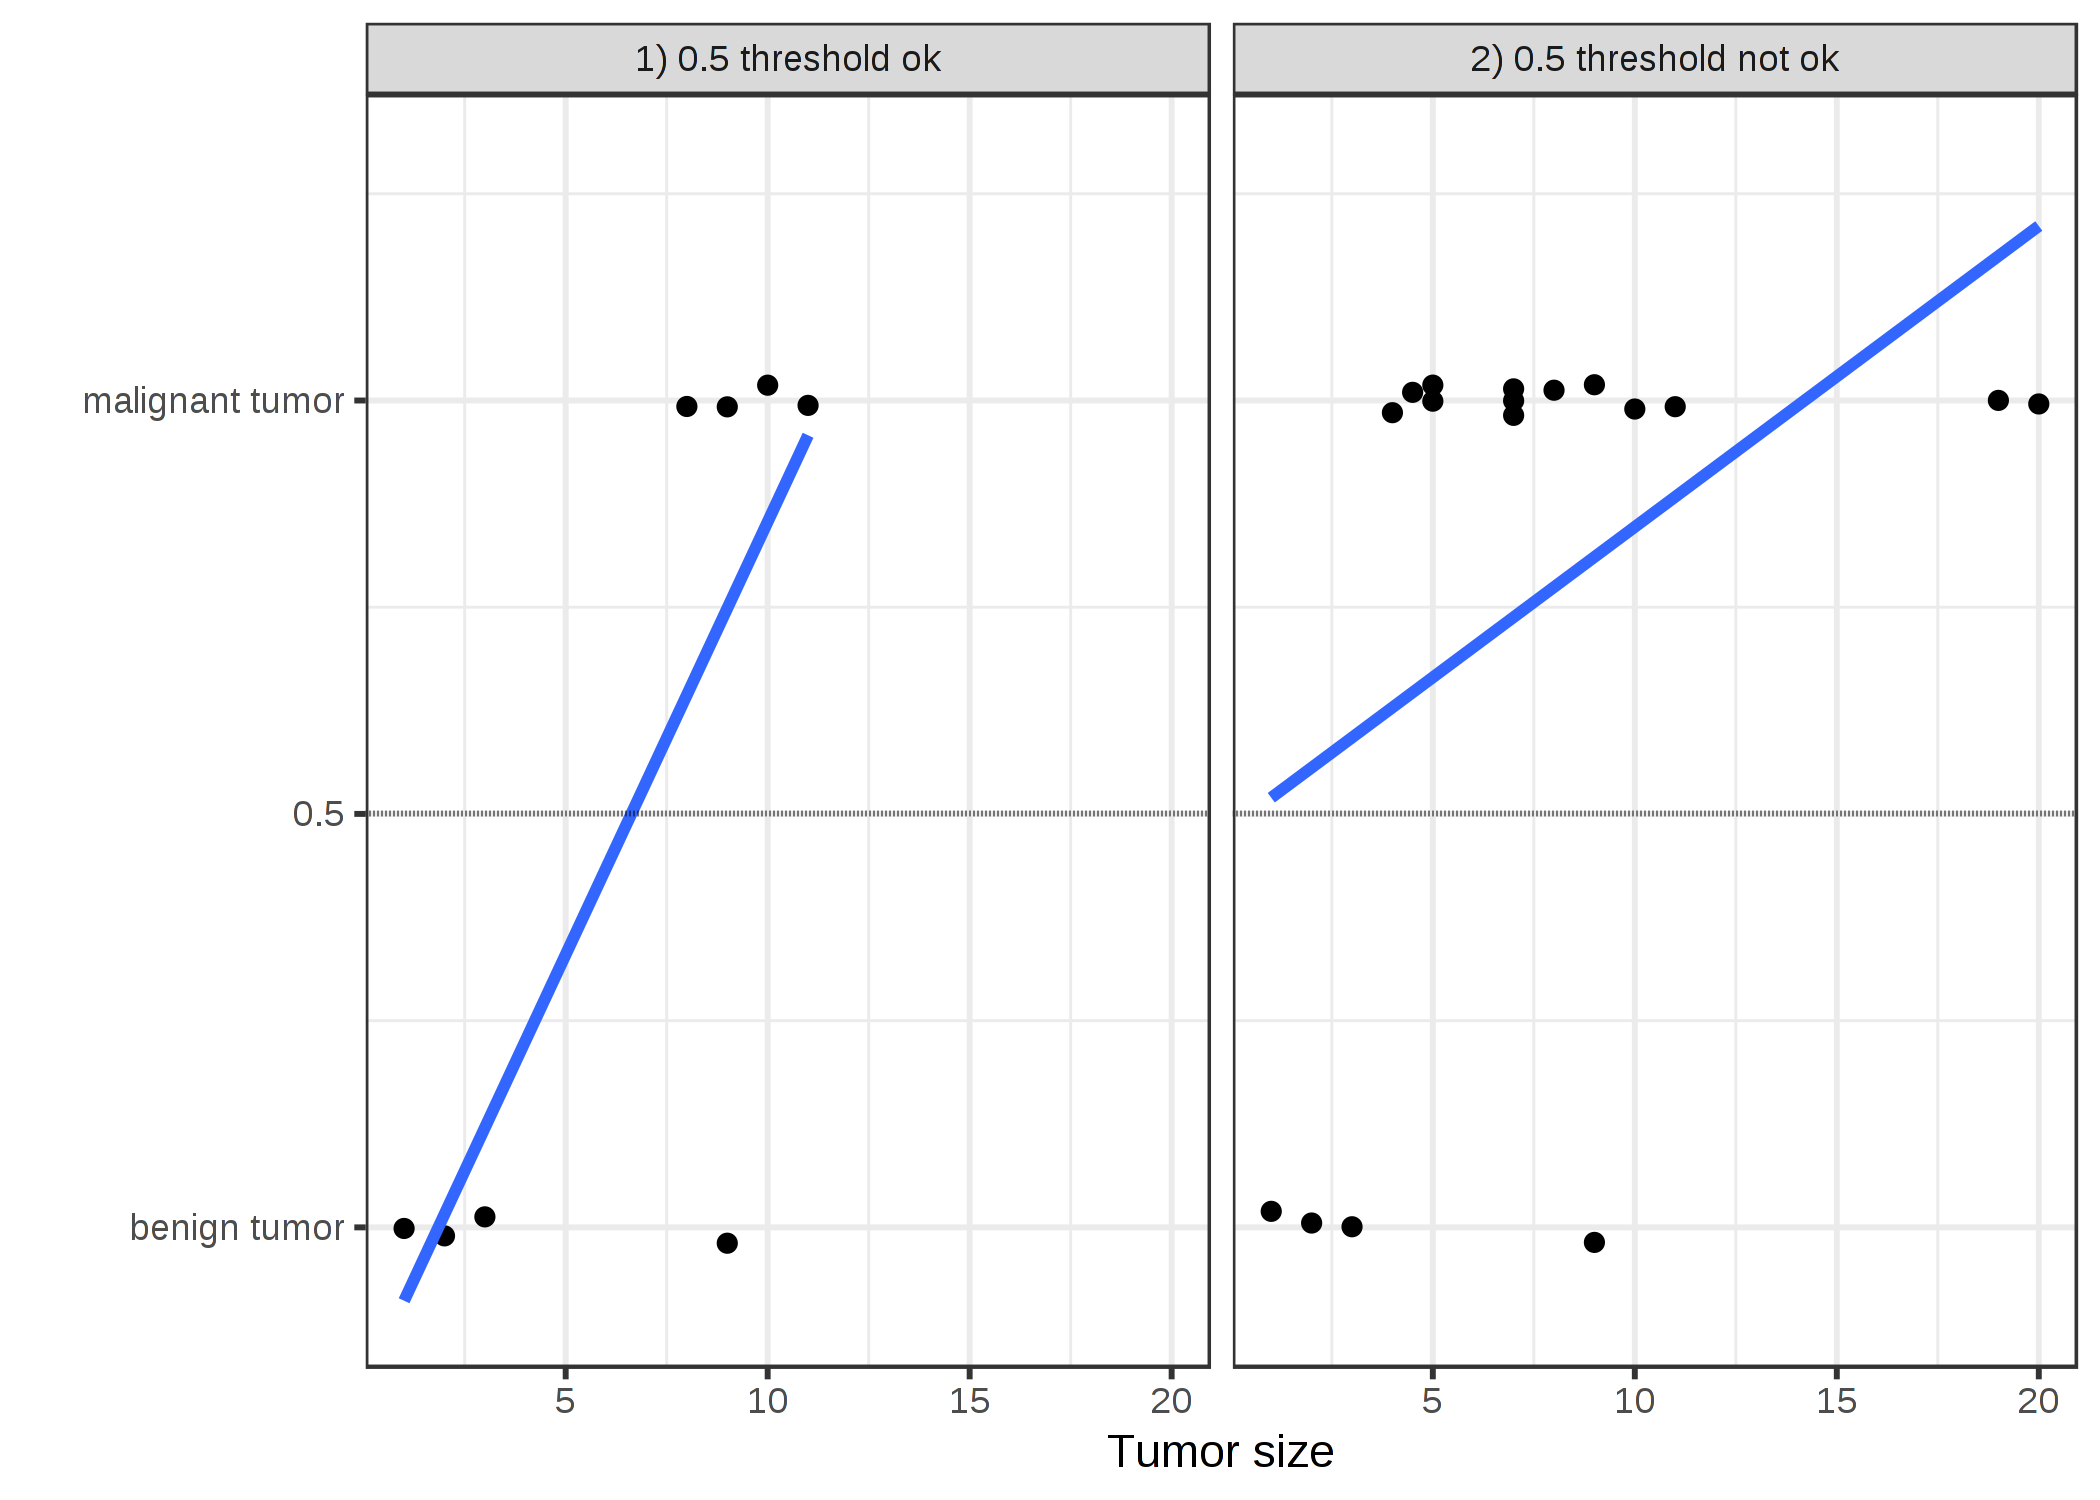 1) 0.5 threshold ok
2) 0.5 threshold not ok
malignant tumor
0.5
benign tumor
5 10 15 20
5 10 15 20
Tumor size